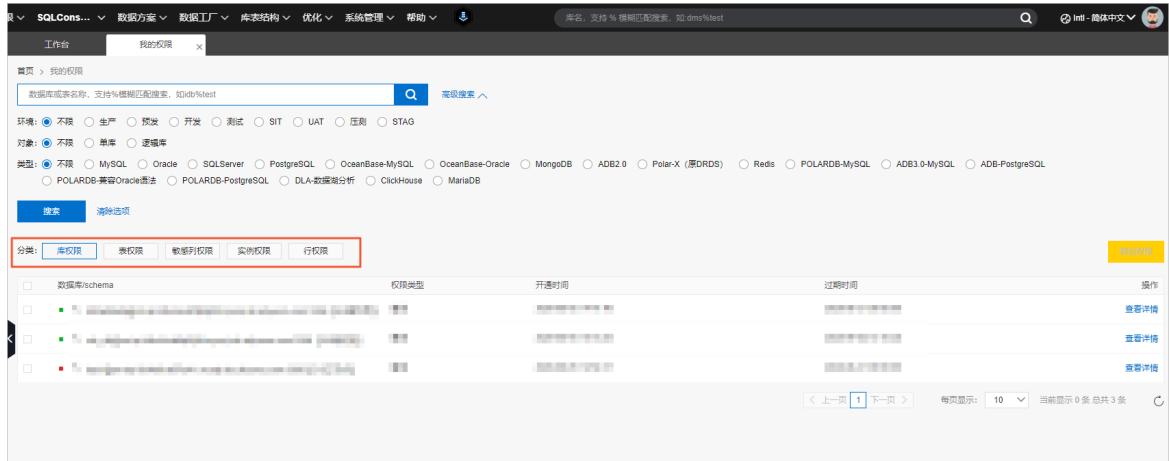 SQLCons... 数据方案 数据工厂 库表结构 优化 系统管理 帮助 库名，支持 % 模糊匹配搜索，如:dms%test Intl - 简体中文
工作台 我的权限
首页 > 我的权限
数据库或表名称，支持%模糊匹配搜索，如idb%test 高级搜索
环境: 不限 生产 预发 开发 测试 SIT UAT 压测 STAG
对象: 不限 单库 逻辑库
类型: 不限 MySQL Oracle SQLServer PostgreSQL OceanBase-MySQL OceanBase-Oracle MongoDB ADB2.0 Polar-X（原DRDS） Redis POLARDB-MySQL ADB3.0-MySQL ADB-PostgreSQL
POLARDB-兼容Oracle语法 POLARDB-PostgreSQL DLA-数据湖分析 ClickHouse MariaDB
搜索 清除选项
分类: 库权限 表权限 敏感列权限 实例权限 行权限
数据库/schema 权限类型 开通时间 过期时间 操作
查看详情
查看详情
查看详情
上一页 1 下一页 每页显示: 10 当前显示 0 条 总共 3 条